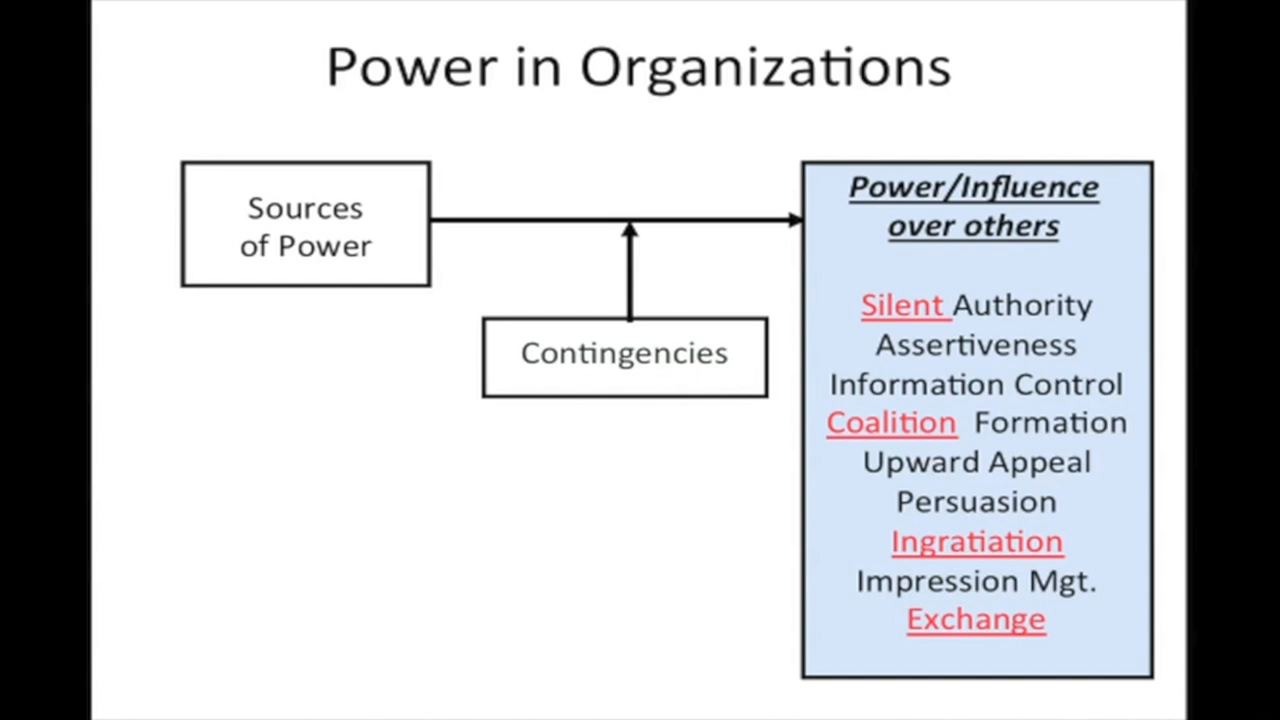 Power in Organizations
Sources
of Power
Contingencies
Power/Influence
over others
Silent Authority
Assertiveness
Information Control
Coalition Formation
Upward Appeal
Persuasion
Ingratiation
Impression Mgt.
Exchange